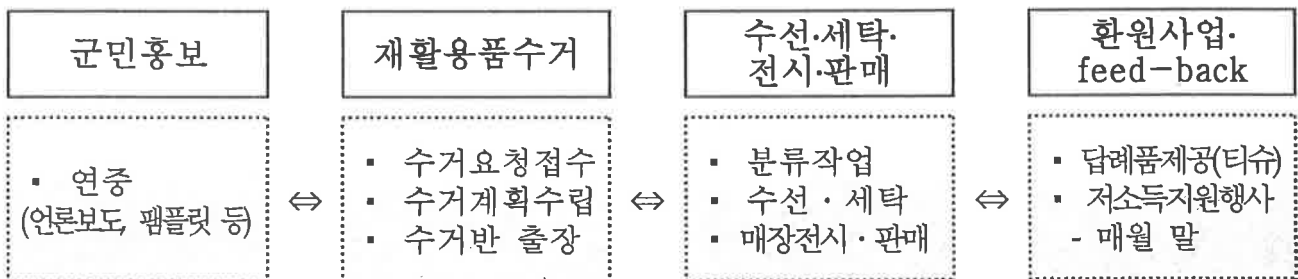 군민홍보
재활용품수거
수선·세탁·
전시·판매
환원사업·
feed-back
▪ 연중
(언론보도, 팸플릿 등)
⇔
▪ 수거요청접수
▪ 수거계획수립
▪ 수거반 출장
⇔
▪ 분류작업
▪ 수선·세탁
▪ 매장전시·판매
⇔
▪ 답례품제공(티슈)
▪ 저소득지원행사
- 매월 말